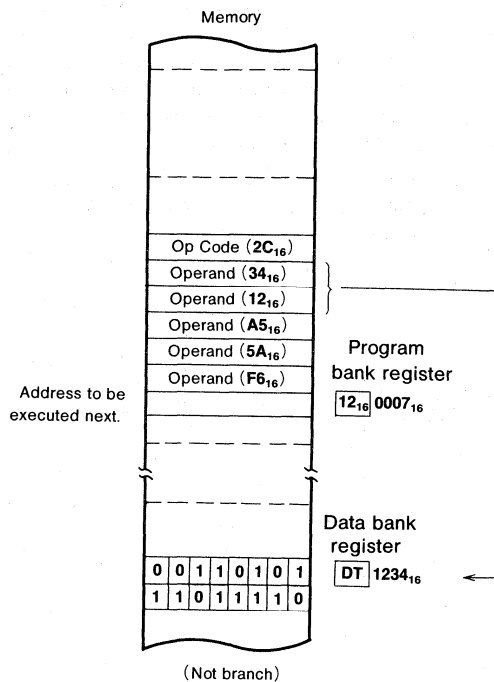 Memory
Op Code (2C₁₆)
Operand (34₁₆)
Operand (12₁₆)
Operand (A5₁₆)
Operand (5A₁₆)
Operand (F6₁₆)
Program
bank register
12₁₆ 0007₁₆
Address to be
executed next.
Data bank
register
DT 1234₁₆
0 0 1 1 0 1 0 1
1 1 0 1 1 1 1 0
(Not branch)